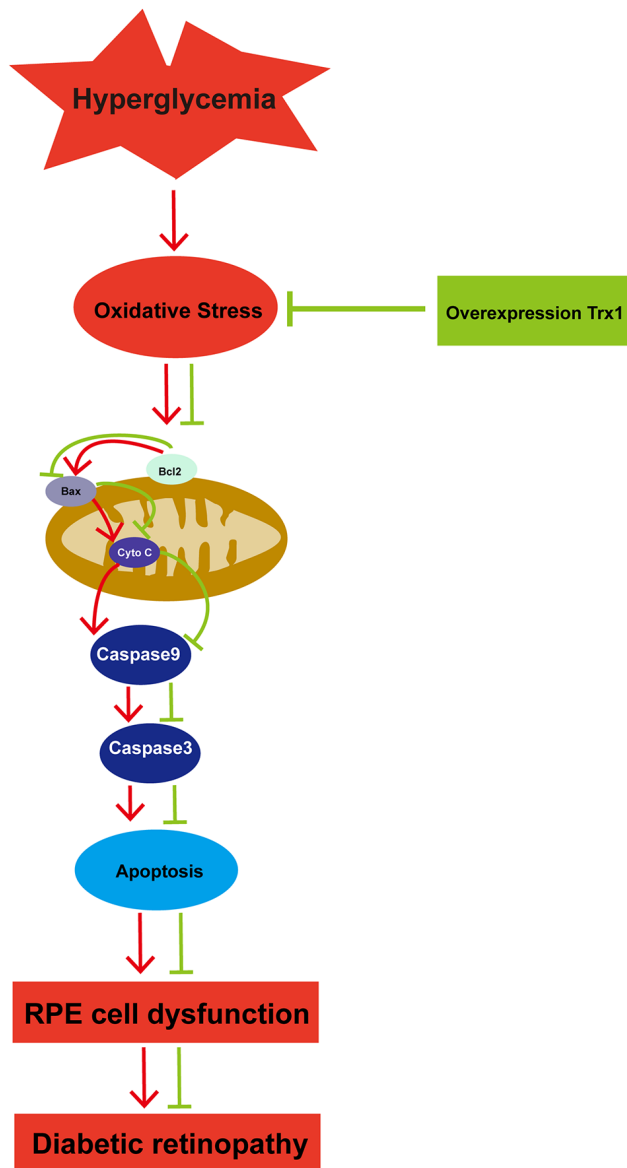 Hyperglycemia
Oxidative Stress
Overexpression Trx1
Bcl2
Bax
Cyto C
Caspase9
Caspase3
Apoptosis
RPE cell dysfunction
Diabetic retinopathy